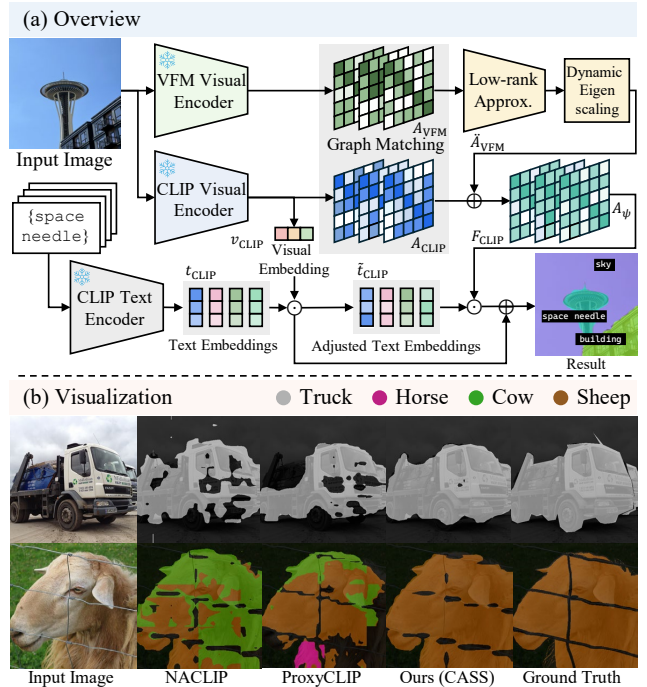 (a) Overview
VFM Visual
Encoder
Low-rank
Approx.
Dynamic
Eigen
scaling
A_VFM
Graph Matching
Ä_VFM
Input Image
CLIP Visual
Encoder
{space
needle}
v_CLIP
Visual
Embedding
A_CLIP
A_ψ
F_CLIP
CLIP Text
Encoder
t_CLIP
t̃_CLIP
Text Embeddings
Adjusted Text Embeddings
sky
space needle
building
Result
(b) Visualization
Truck
Horse
Cow
Sheep
Input Image
NACLIP
ProxyCLIP
Ours (CASS)
Ground Truth